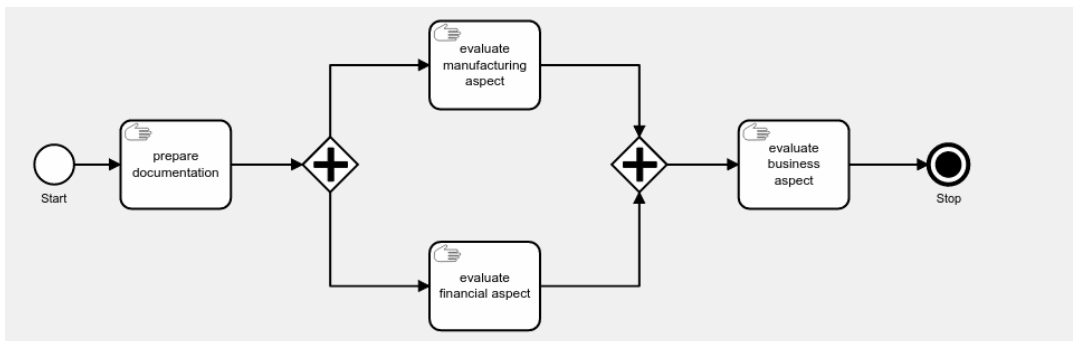 Start
prepare
documentation
evaluate
manufacturing
aspect
evaluate
financial aspect
evaluate
business
aspect
Stop